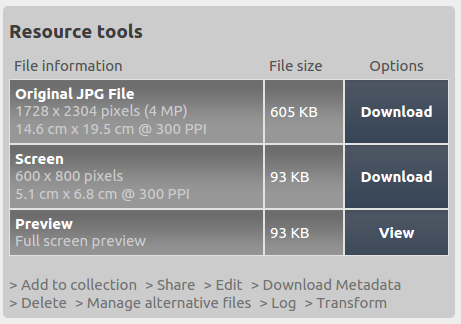 Resource tools
File information File size Options
Original JPG File
1728 x 2304 pixels (4 MP)
14.6 cm x 19.5 cm @ 300 PPI
605 KB
Download
Screen
600 x 800 pixels
5.1 cm x 6.8 cm @ 300 PPI
93 KB
Download
Preview
Full screen preview
93 KB
View
> Add to collection > Share > Edit > Download Metadata
> Delete > Manage alternative files > Log > Transform